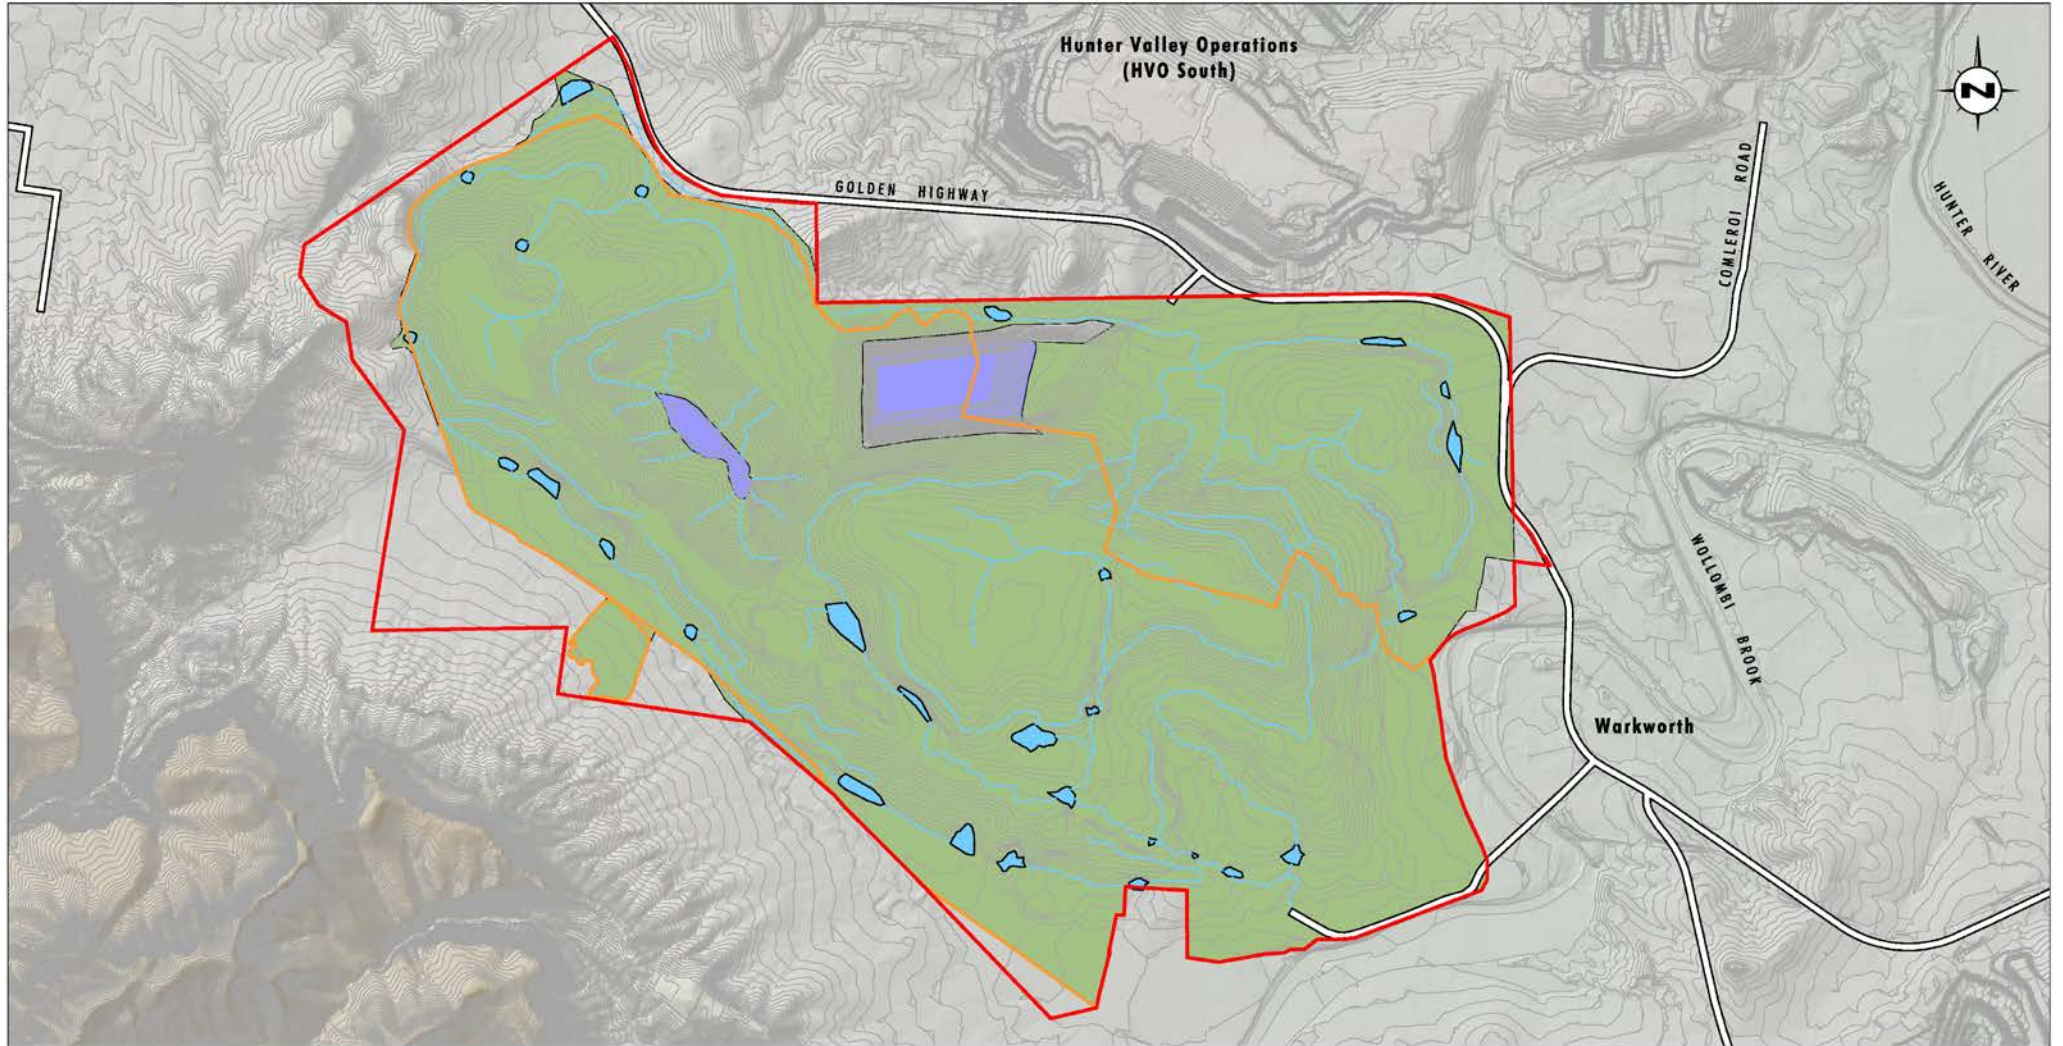 Hunter Valley Operations
(HVO South)
N
GOLDEN HIGHWAY
COMLEROI ROAD
HUNTER RIVER
WOLLOMBI BROOK
Warkworth